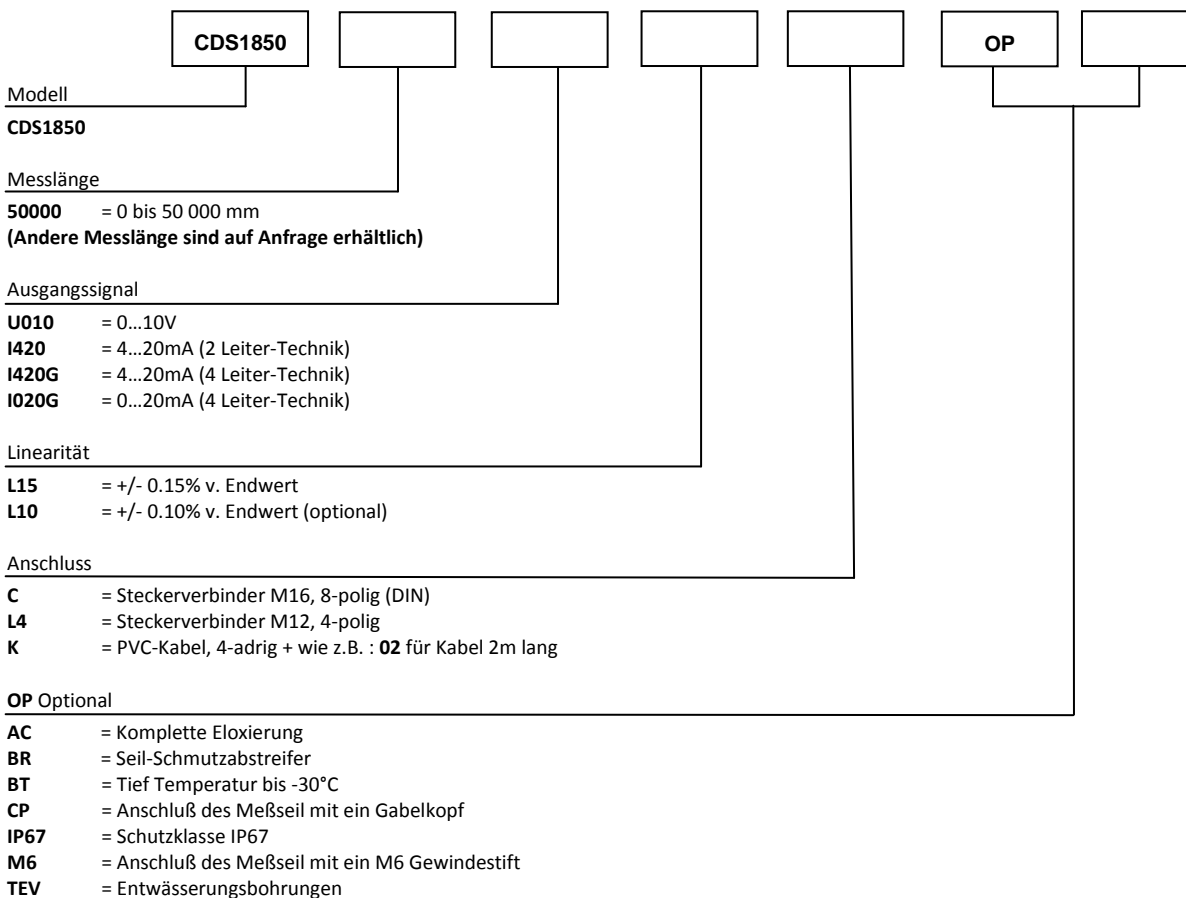 CDS1850 OP
Modell
CDS1850
Messlänge
50000 = 0 bis 50 000 mm
(Andere Messlänge sind auf Anfrage erhältlich)
Ausgangssignal
U010 = 0...10V
I420 = 4...20mA (2 Leiter-Technik)
I420G = 4...20mA (4 Leiter-Technik)
I020G = 0...20mA (4 Leiter-Technik)
Linearität
L15 = +/- 0.15% v. Endwert
L10 = +/- 0.10% v. Endwert (optional)
Anschluss
C = Steckerverbinder M16, 8-polig (DIN)
L4 = Steckerverbinder M12, 4-polig
K = PVC-Kabel, 4-adrig + wie z.B. : 02 für Kabel 2m lang
OP Optional
AC = Komplette Eloxierung
BR = Seil-Schmutzabstreifer
BT = Tief Temperatur bis -30°C
CP = Anschluß des Meßseil mit ein Gabelkopf
IP67 = Schutzklasse IP67
M6 = Anschluß des Meßseil mit ein M6 Gewindestift
TEV = Entwässerungsbohrungen